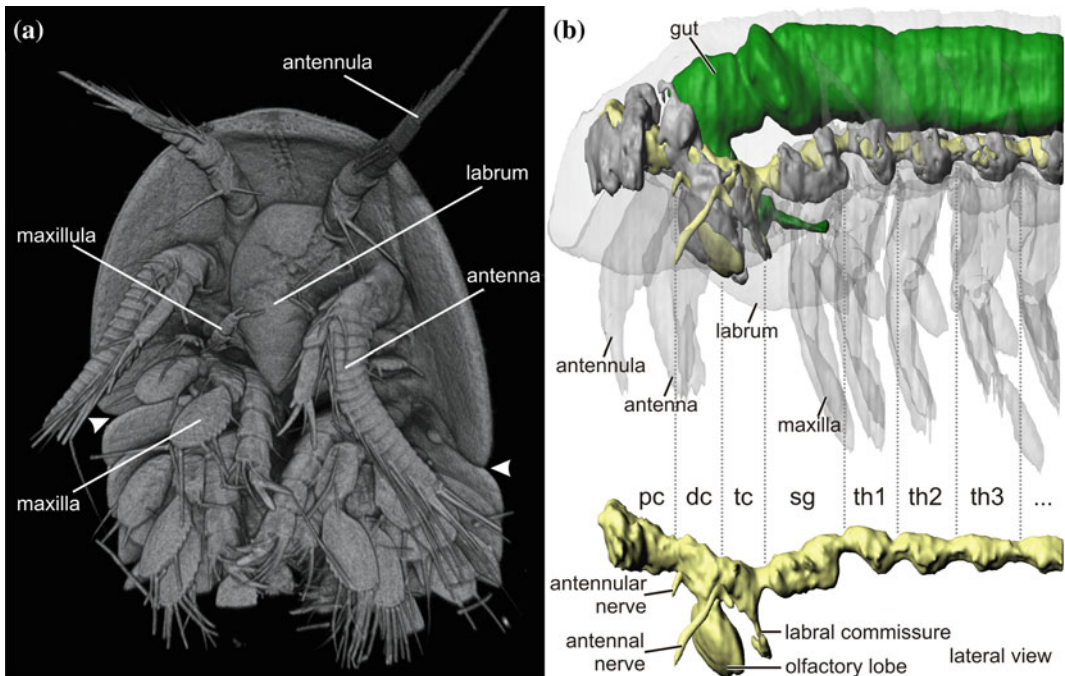 (a)
antennula
labrum
maxillula
antenna
maxilla
(b)
gut
labrum
antennula
antenna
maxilla
pc dc tc sg th1 th2 th3 ...
antennular
nerve
antennal
nerve
labral commissure
olfactory lobe
lateral view